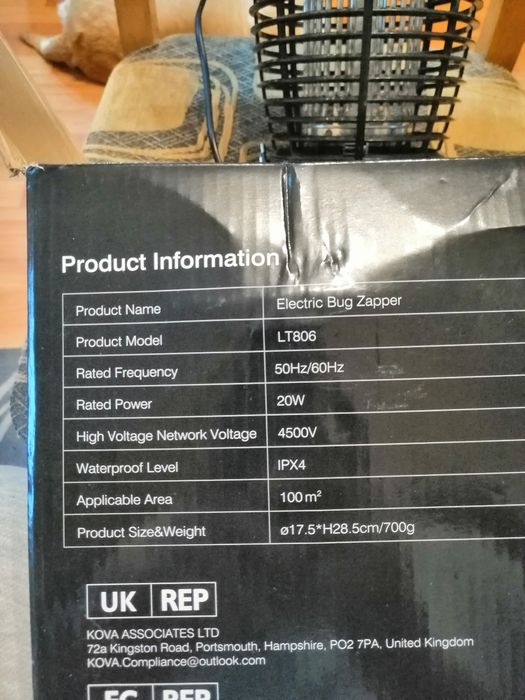 Product Information
Product Name Electric Bug Zapper
Product Model LT806
Rated Frequency 50Hz/60Hz
Rated Power 20W
High Voltage Network Voltage 4500V
Waterproof Level IPX4
Applicable Area 100m²
Product Size&Weight ø17.5*H28.5cm/700g
UK REP
KOVA ASSOCIATES LTD
72a Kingston Road, Portsmouth, Hampshire, PO2 7PA, United Kingdom
KOVA.Compliance@outlook.com
EC REP